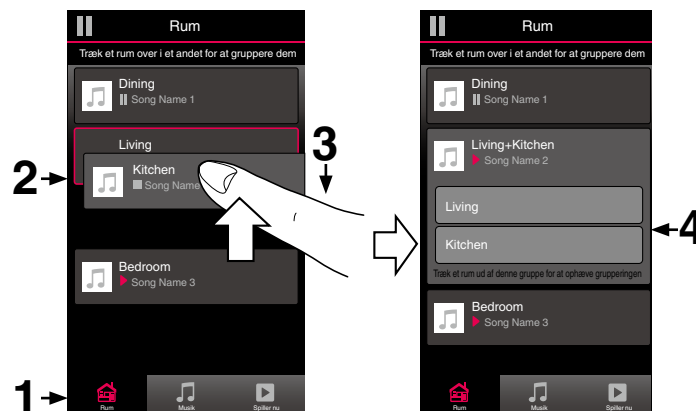 Rum
Træk et rum over i et andet for at gruppere dem
Dining
Song Name 1
Living
Kitchen
Song Name
Bedroom
Song Name 3
Rum
Musik
Spiller nu
1
2
3
Rum
Træk et rum over i et andet for at gruppere dem
Dining
Song Name 1
Living+Kitchen
Song Name 2
Living
Kitchen
Træk et rum ud af denne gruppe for at ophæve grupperingen
Bedroom
Song Name 3
Rum
Musik
Spiller nu
4